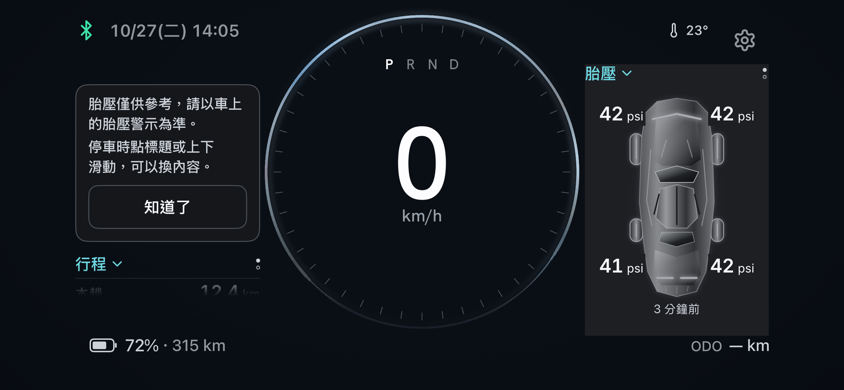 10/27(二) 14:05
23°
P R N D
胎壓僅供參考，請以車上
的胎壓警示為準。
停車時點標題或上下
滑動，可以換內容。
知道了
行程
12.4 km
0
km/h
胎壓
42 psi
42 psi
41 psi
42 psi
3 分鐘前
72% · 315 km
ODO — km